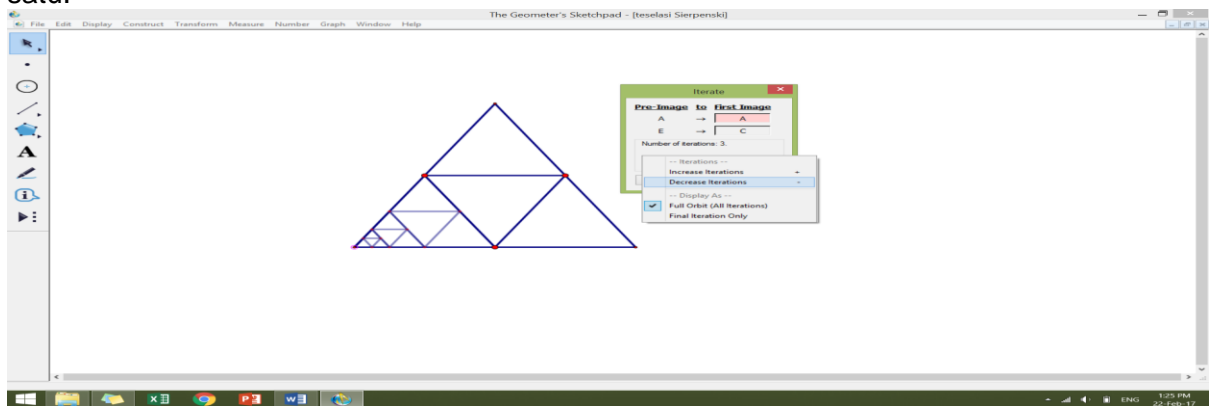 satu.
The Geometer's Sketchpad - [teselasi Sierpenski]
File Edit Display Construct Transform Measure Number Graph Window Help
Iterate
Pre-Image to First Image
A → A
E → C
Number of iterations: 3.
-- Iterations --
Increase Iterations +
Decrease Iterations -
-- Display As --
Full Orbit (All Iterations)
Final Iteration Only
A
ENG
1:25 PM
22-Feb-17